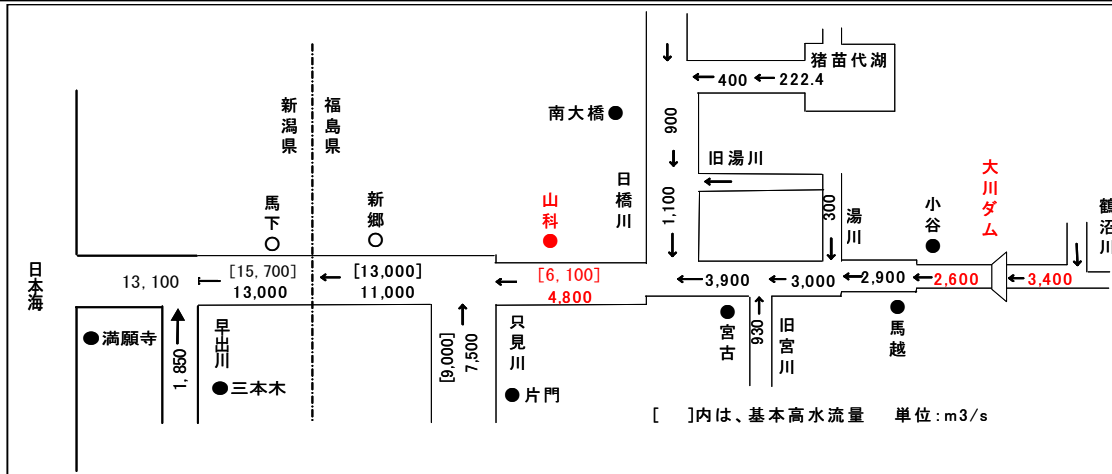 猪苗代湖
400
222.4
南大橋
900
新潟県
福島県
日橋川
旧湯川
1,100
300
湯川
小谷
大川ダム
鶴沼川
馬下
新郷
山科
日本海
13,100
[15,700]
13,000
[13,000]
11,000
[6,100]
4,800
3,900
3,000
2,900
2,600
3,400
満願寺
1,850
早出川
三本木
[9,000]
7,500
只見川
片門
宮古
930
旧宮川
馬越
[ ]内は、基本高水流量 単位:m3/s